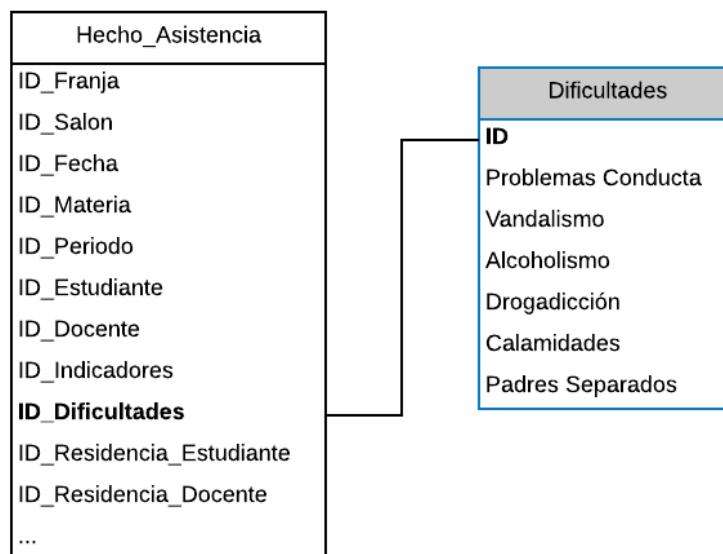 Hecho_Asistencia
ID_Franja
ID_Salon
ID_Fecha
ID_Materia
ID_Periodo
ID_Estudiante
ID_Docente
ID_Indicadores
ID_Dificultades
ID_Residencia_Estudiante
ID_Residencia_Docente
...
Dificultades
ID
Problemas Conducta
Vandalismo
Alcoholismo
Drogadicción
Calamidades
Padres Separados